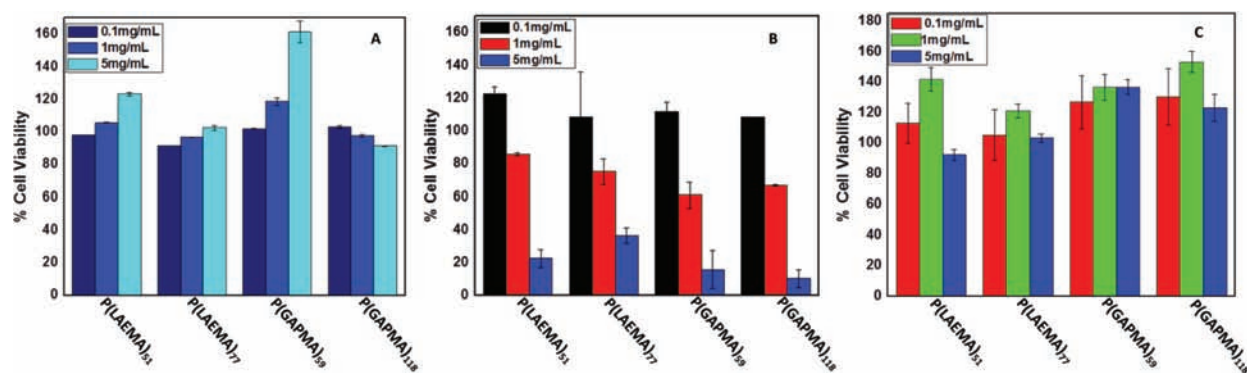 A
0.1mg/mL
1mg/mL
5mg/mL
% Cell Viability
160
140
120
100
80
60
40
20
0
P(LAEMA)51
P(LAEMA)77
P(GAPMA)59
P(GAPMA)118
B
0.1mg/mL
1mg/mL
5mg/mL
% Cell Viability
160
140
120
100
80
60
40
20
0
P(LAEMA)51
P(LAEMA)77
P(GAPMA)59
P(GAPMA)118
C
0.1mg/mL
1mg/mL
5mg/mL
% Cell Viability
180
160
140
120
100
80
60
40
20
0
P(LAEMA)51
P(LAEMA)77
P(GAPMA)59
P(GAPMA)118